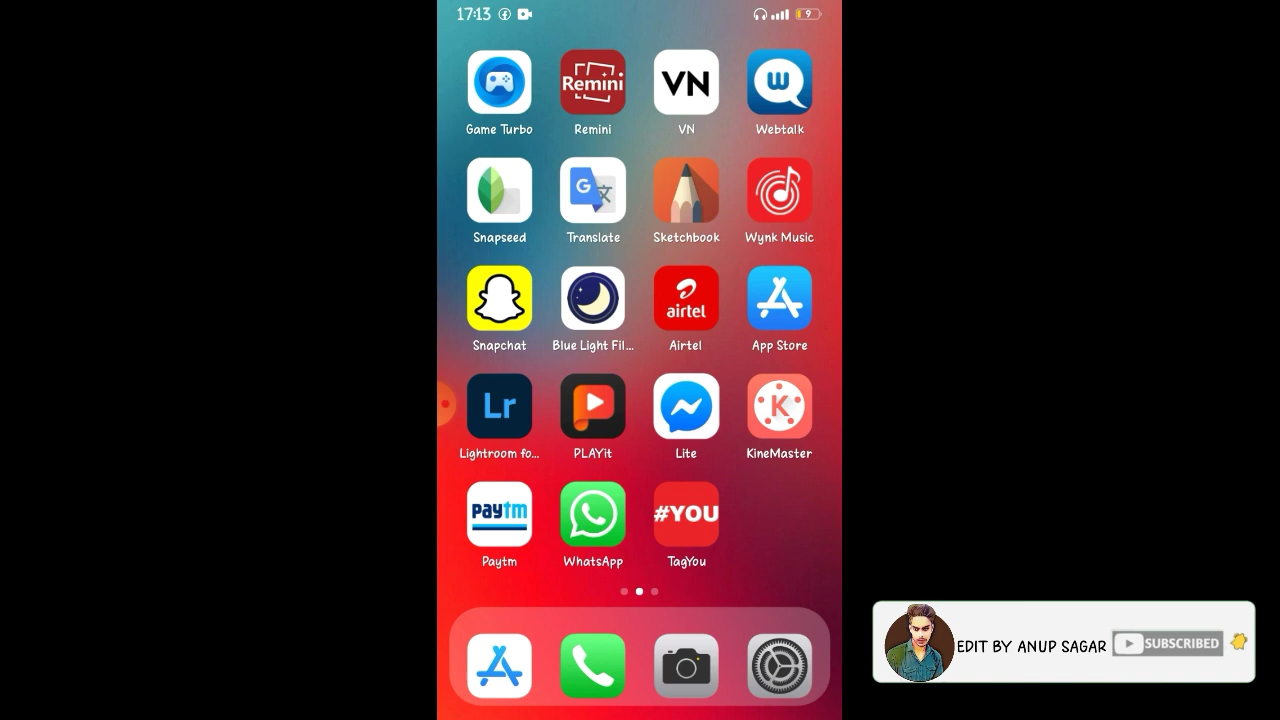 17:13
9
Remini
VN
W
Game Turbo Remini VN Webtalk
G
Snapseed Translate Sketchbook Wynk Music
airtel
Snapchat Blue Light Fil... Airtel App Store
Lr
K
Lightroom fo... PLAYit Lite KineMaster
paytm
#YOU
Paytm WhatsApp TagYou
EDIT BY ANUP SAGAR SUBSCRIBED